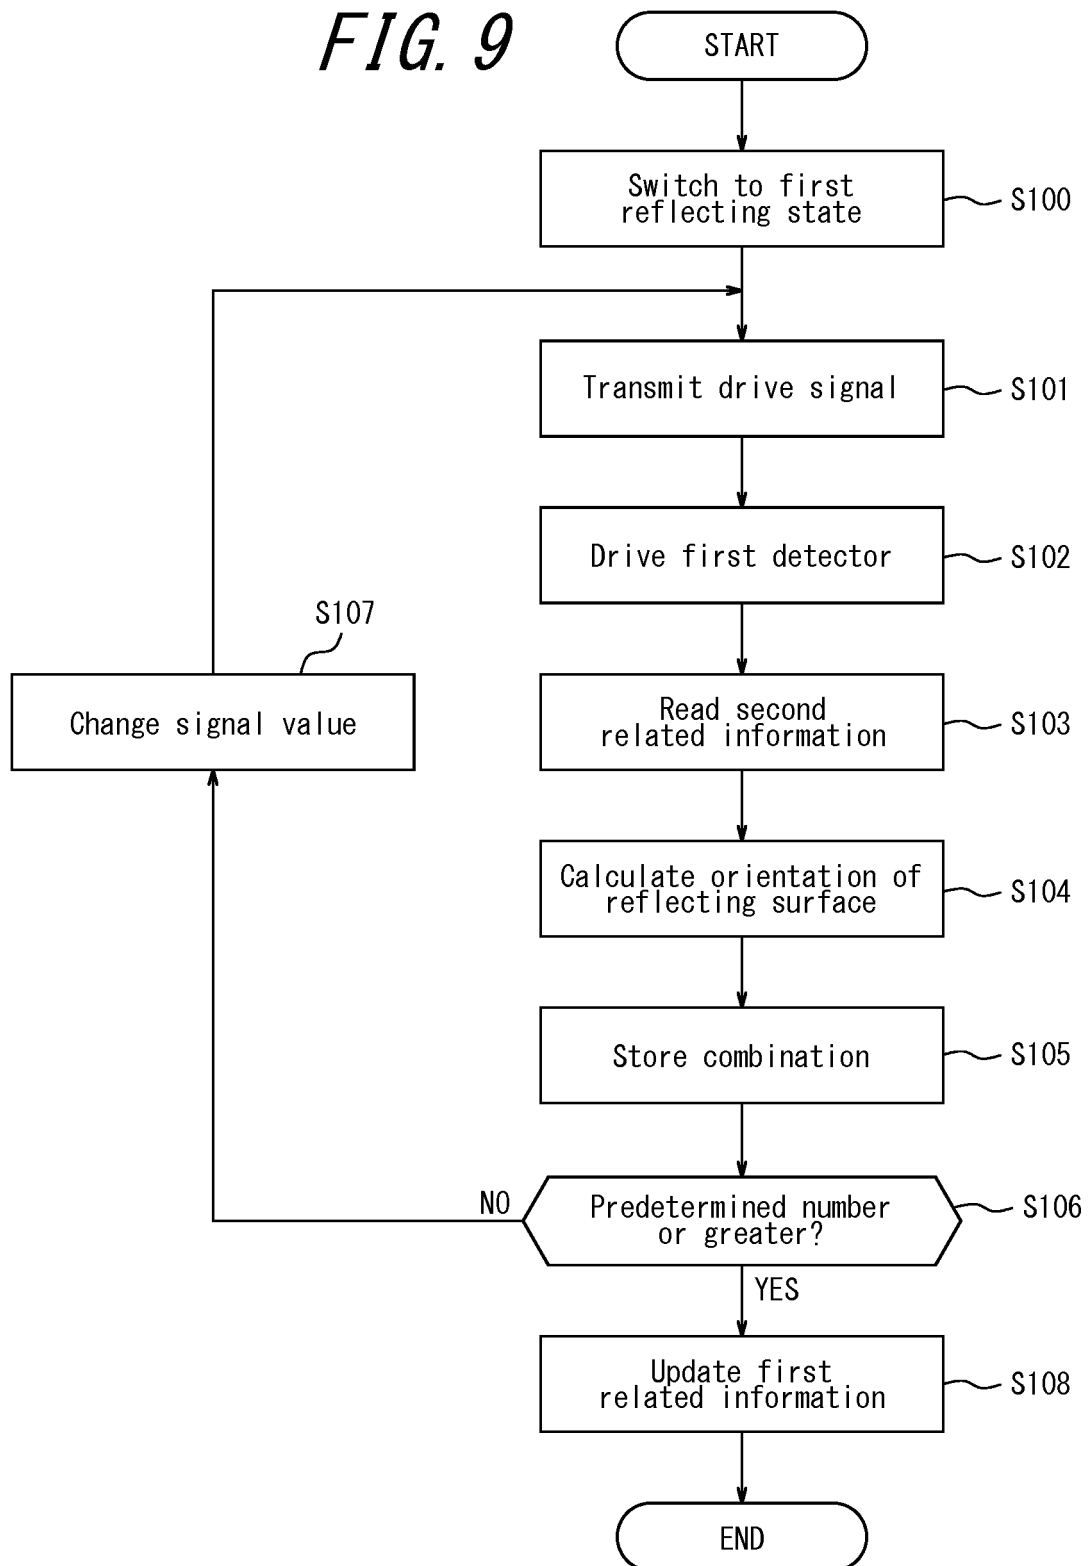 FIG. 9
START
Switch to first
reflecting state
S100
Transmit drive signal
S101
Drive first detector
S102
S107
Change signal value
Read second
related information
S103
Calculate orientation of
reflecting surface
S104
Store combination
S105
NO
Predetermined number
or greater?
S106
YES
Update first
related information
S108
END